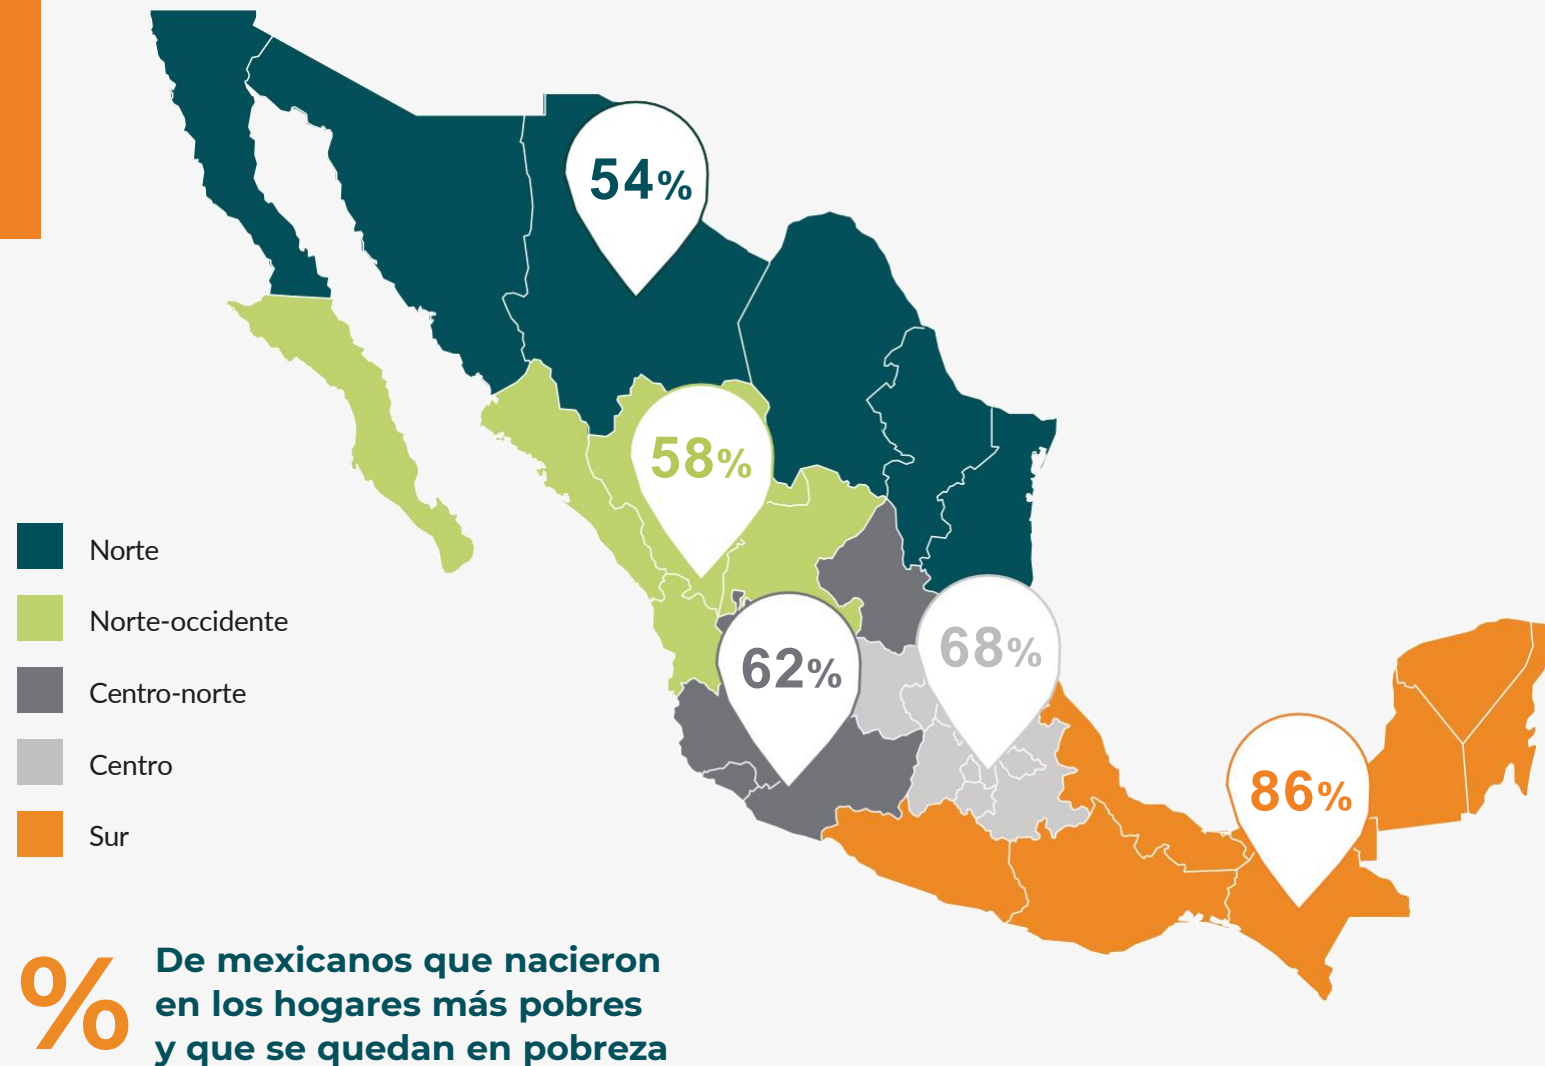 54%
58%
62%
68%
86%
Norte
Norte-occidente
Centro-norte
Centro
Sur
%
De mexicanos que nacieron
en los hogares más pobres
y que se quedan en pobreza